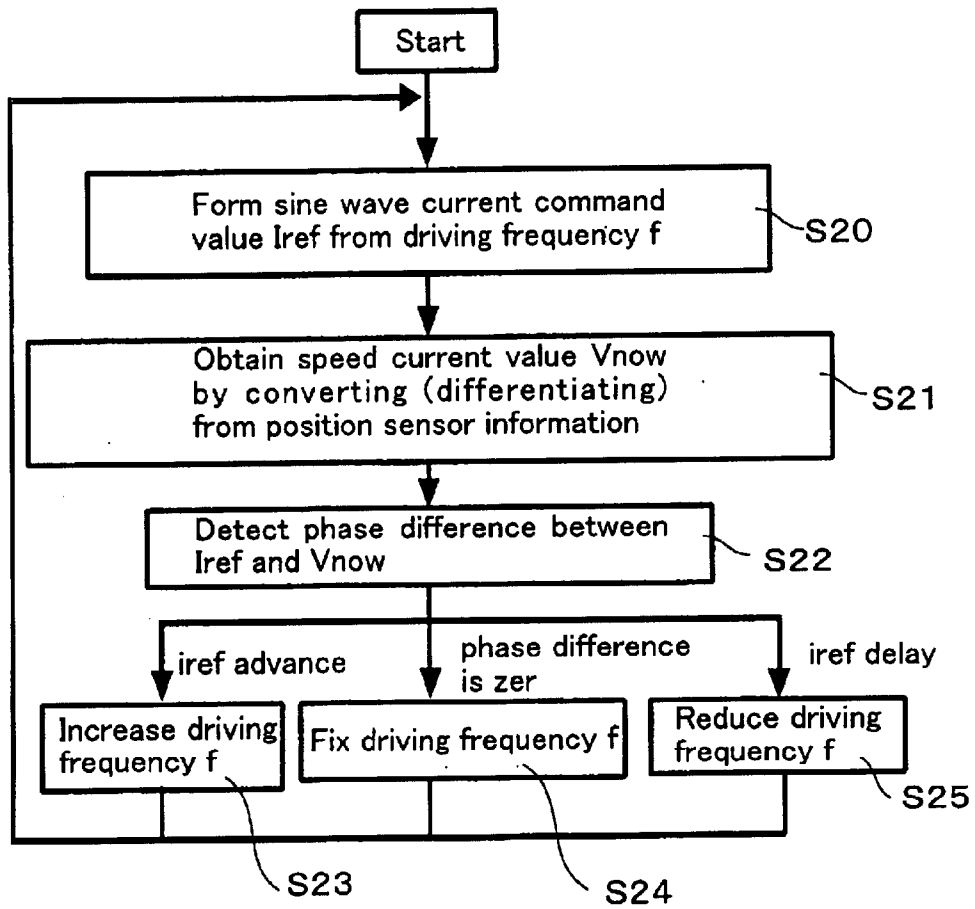 Start
Form sine wave current command
value Iref from driving frequency f
S20
Obtain speed current value Vnow
by converting (differentiating)
from position sensor information
S21
Detect phase difference between
Iref and Vnow
S22
iref advance
phase difference
is zer
iref delay
Increase driving
frequency f
Fix driving frequency f
Reduce driving
frequency f
S25
S23
S24